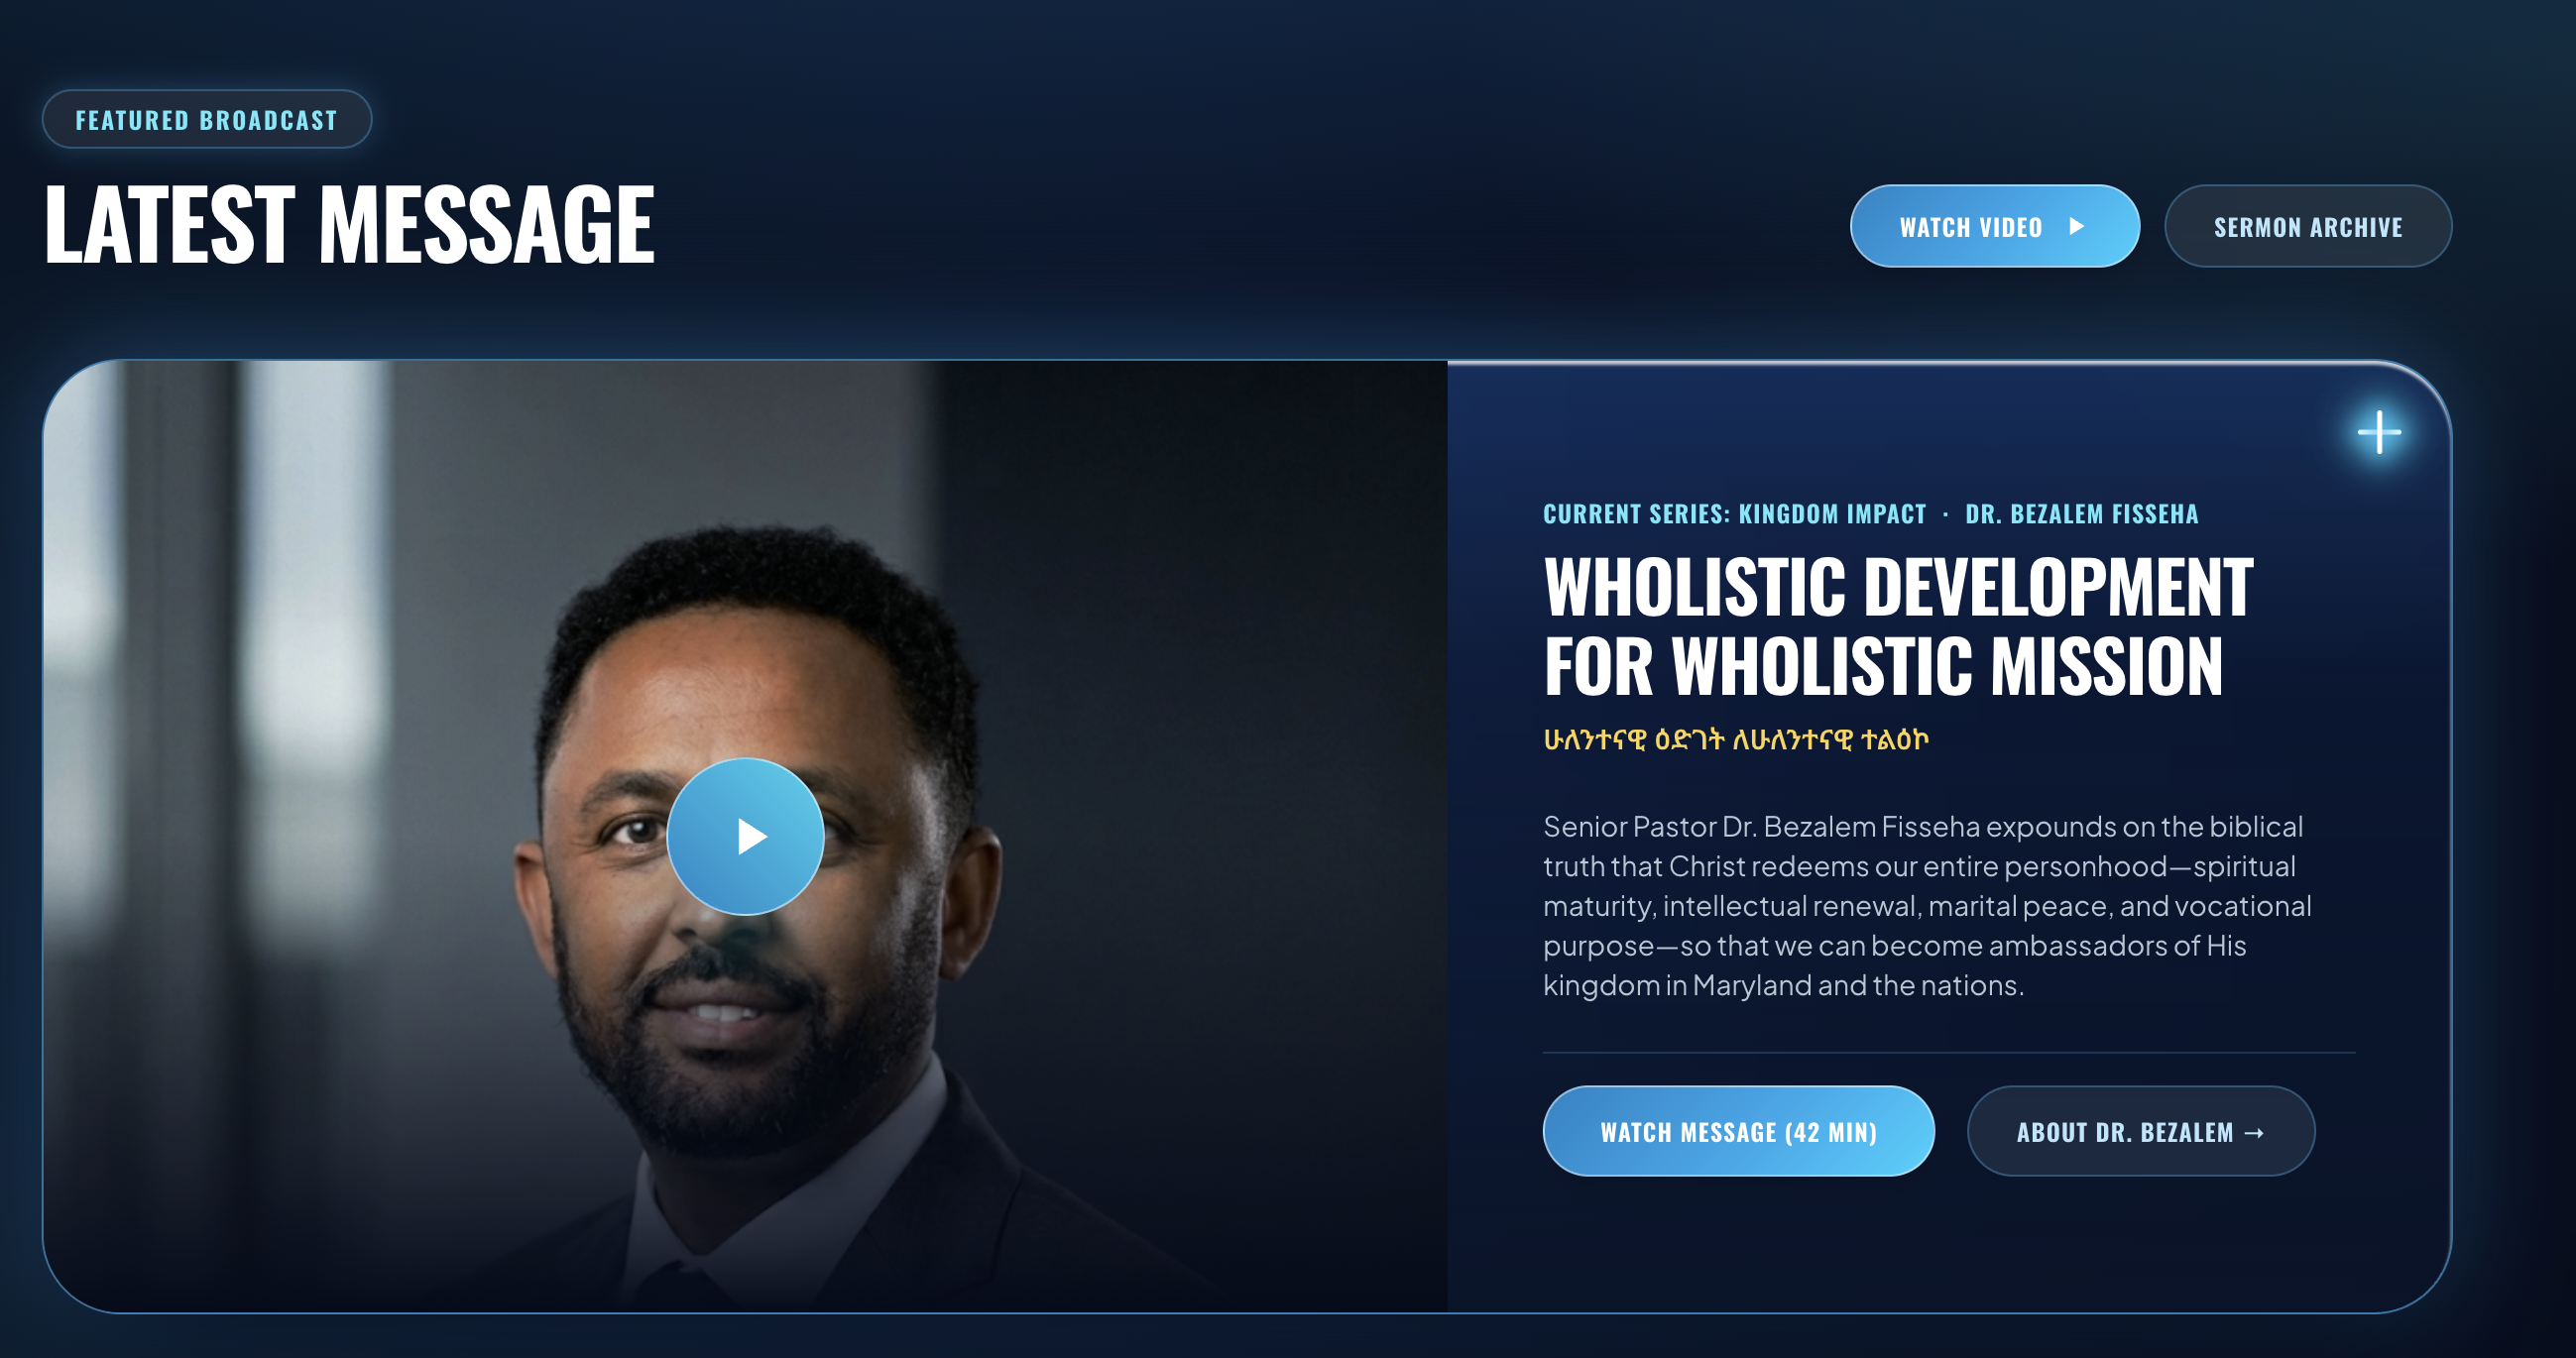 FEATURED BROADCAST
LATEST MESSAGE
WATCH VIDEO
SERMON ARCHIVE
CURRENT SERIES: KINGDOM IMPACT · DR. BEZALEM FISSEHA
WHOLISTIC DEVELOPMENT
FOR WHOLISTIC MISSION
ሁለንተናዊ ዕድገት ለሁለንተናዊ ተልዕኮ
Senior Pastor Dr. Bezalem Fisseha expounds on the biblical
truth that Christ redeems our entire personhood—spiritual
maturity, intellectual renewal, marital peace, and vocational
purpose—so that we can become ambassadors of His
kingdom in Maryland and the nations.
WATCH MESSAGE (42 MIN)
ABOUT DR. BEZALEM →